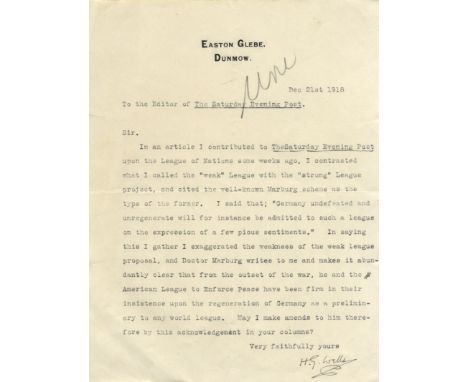 EASTON GLEBE.
DUNMOW.
Dec 21st 1918
To the Editor of The Saturday Evening Post.
Sir.
In an article I contributed to TheSaturday Evening Post
upon the League of Nations some weeks ago, I contrasted
what I called the "weak" League with the "strong" League
project, and cited the well-known Marburg scheme as the
type of the former. I said that; "Germany undefeated and
unregenerate will for instance be admitted to such a league
on the expression of a few pious sentiments." In saying
this I gather I exaggerated the weakness of the weak league
proposal, and Doctor Marburg writes to me and makes it abun-
dantly clear that from the outset of the war, he and the
American League to Enforce Peace have been firm in their
insistence upon the regeneration of Germany as a prelimin-
ary to any world league. May I make amends to him there-
fore by this acknowledgement in your columns?
Very faithfully yours
H.G. Wells